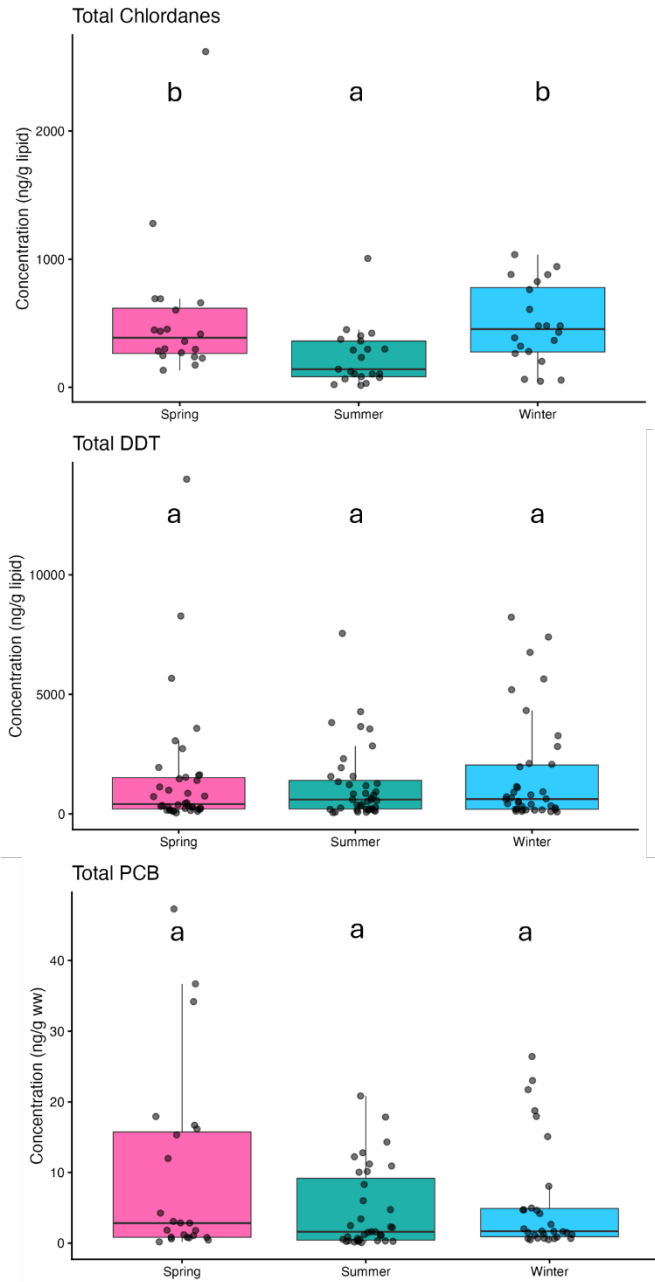 Total Chlordanes
b a b
2000
1000
0
Concentration (ng/g lipid)
Spring Summer Winter
Total DDT
a a a
10000
5000
0
Concentration (ng/g lipid)
Spring Summer Winter
Total PCB
a a a
40
30
20
10
0
Concentration (ng/g ww)
Spring Summer Winter